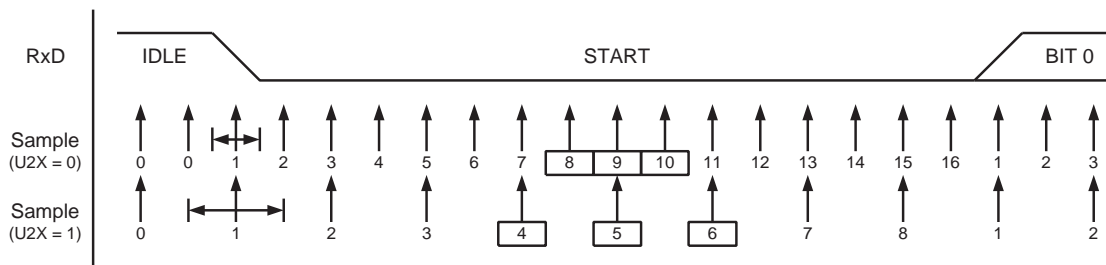 RxD IDLE START BIT 0
Sample
(U2X = 0)
0 0 1 2 3 4 5 6 7 8 9 10 11 12 13 14 15 16 1 2 3
Sample
(U2X = 1)
0 1 2 3 4 5 6 7 8 1 2